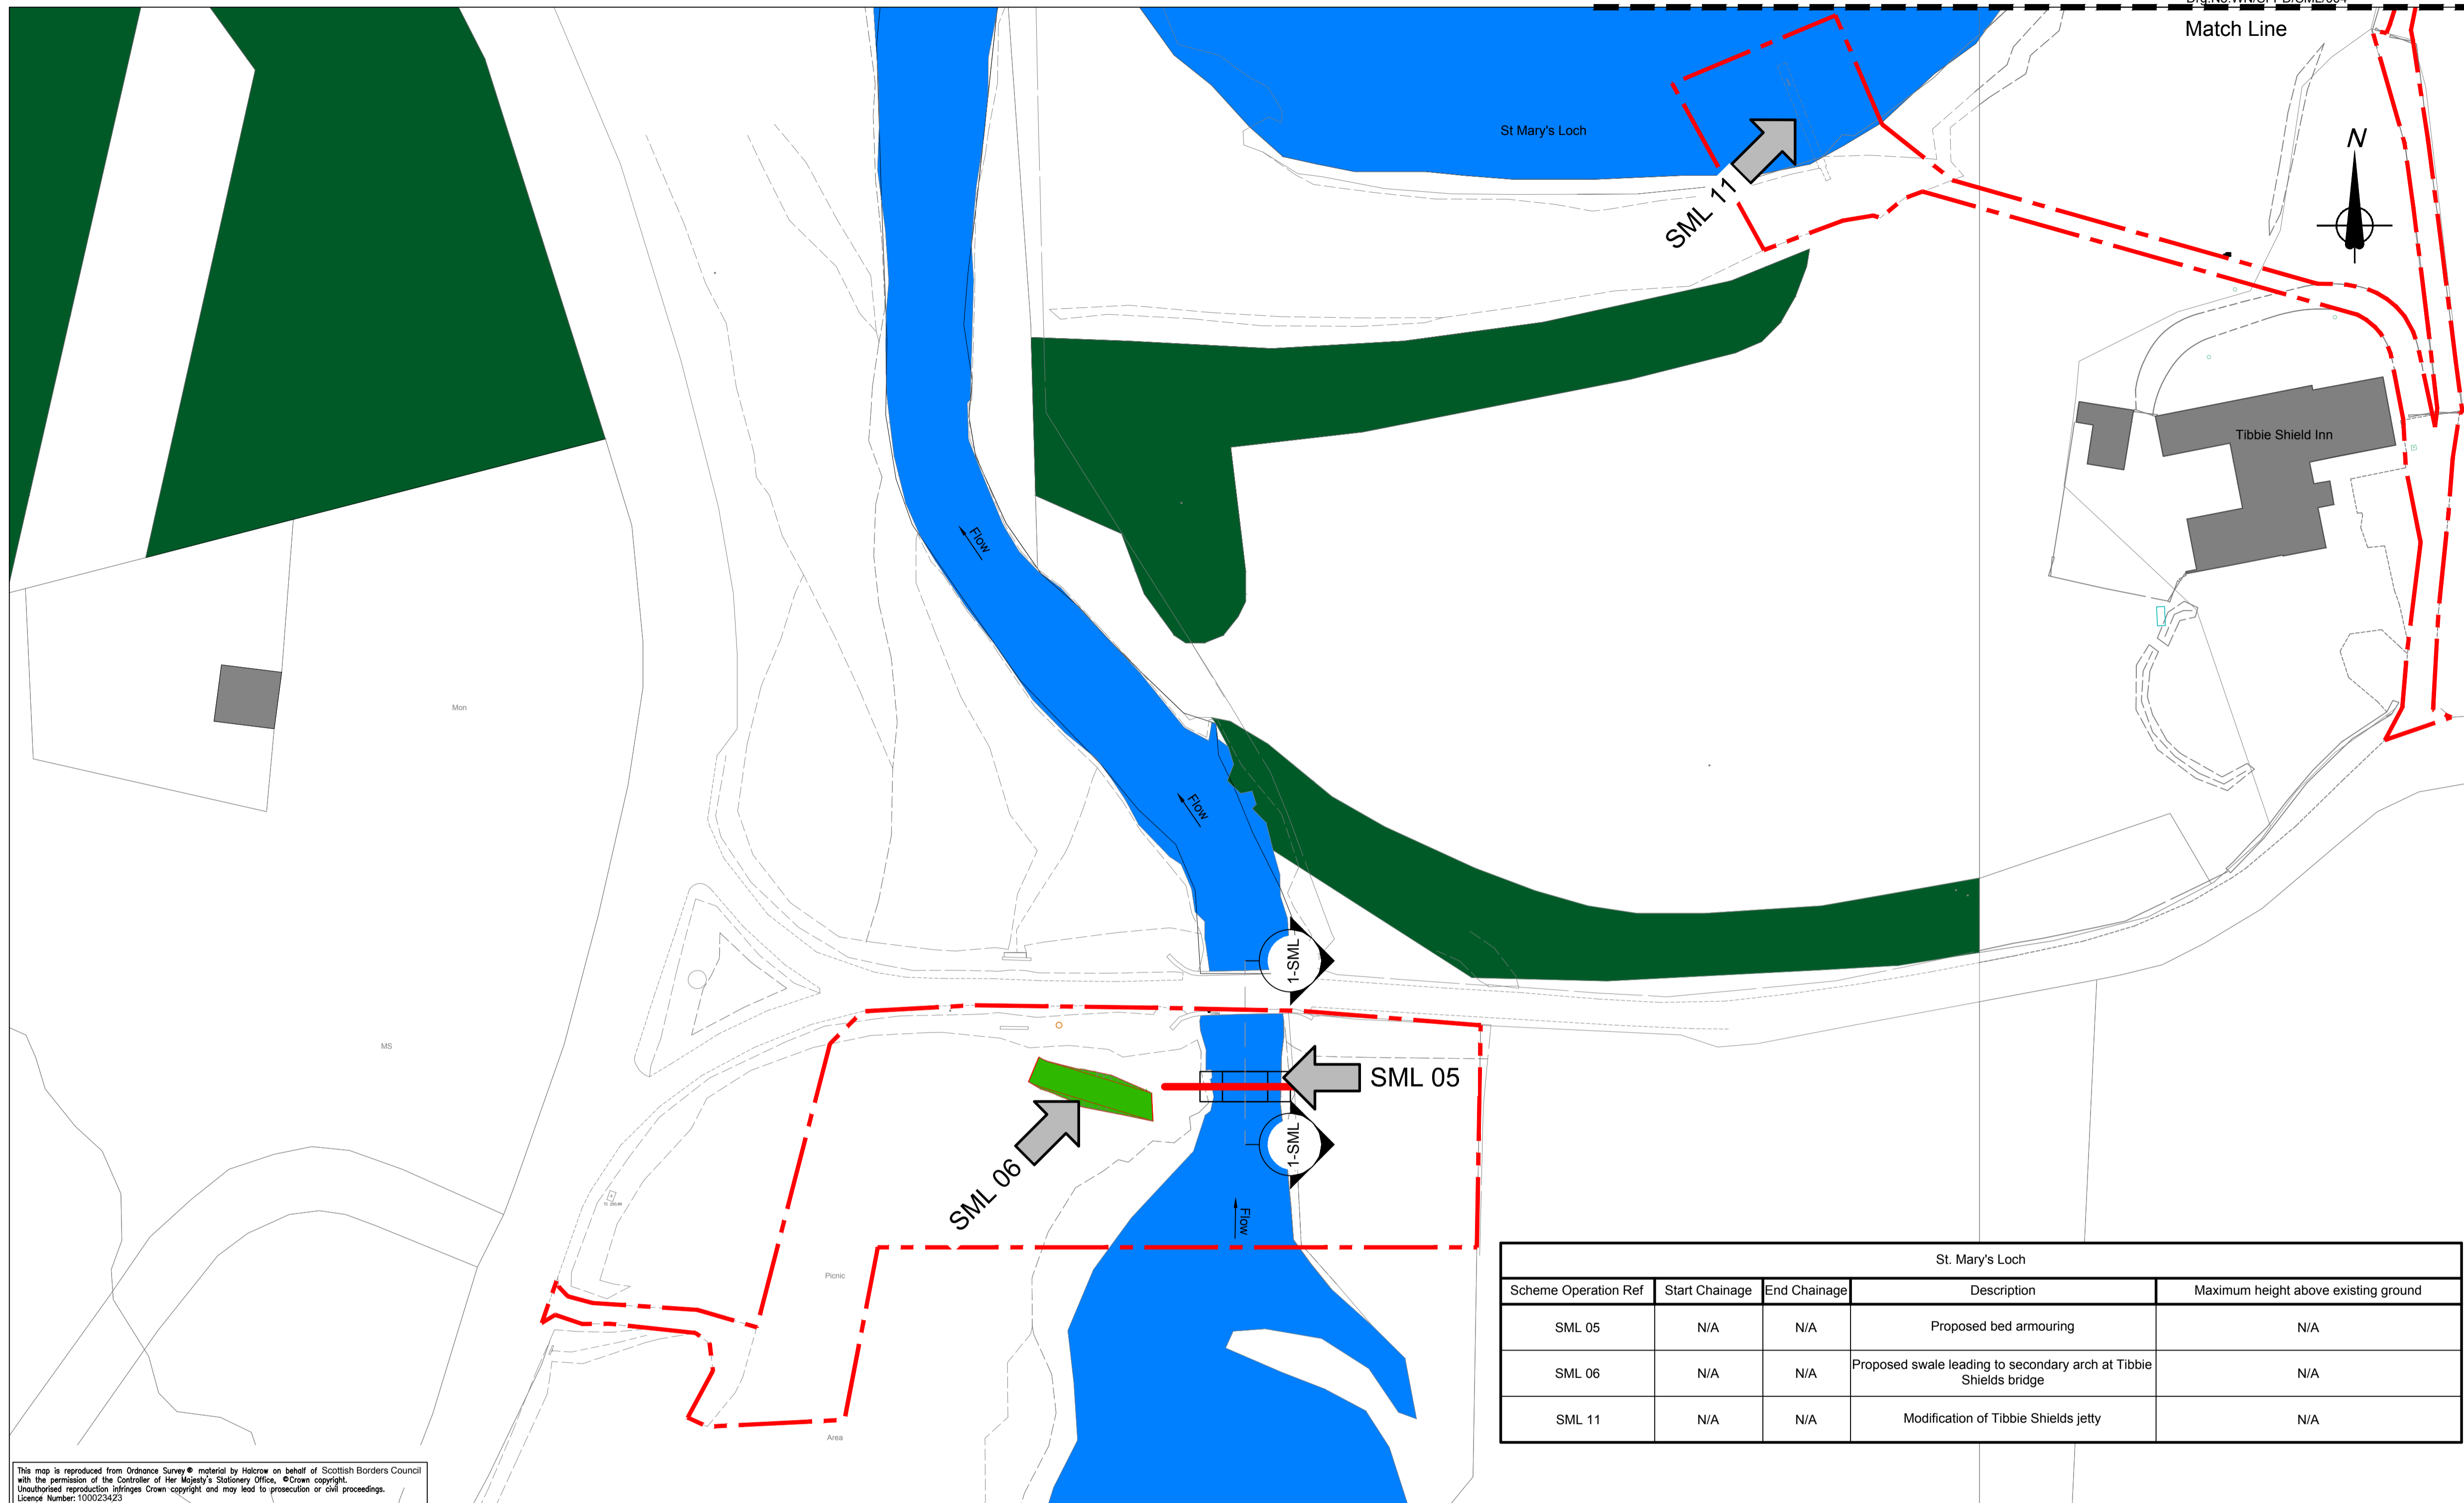 Match Line
St Mary's Loch
N
SML 11
Tibbie Shield Inn
Flow
Mon
Flow
1-SML
MS
SML 05
1-SML
SML 06
Flow
Picnic
Area
St. Mary's Loch
Scheme Operation Ref Start Chainage End Chainage Description Maximum height above existing ground
SML 05 N/A N/A Proposed bed armouring N/A
SML 06 N/A N/A Proposed swale leading to secondary arch at Tibbie
Shields bridge N/A
SML 11 N/A N/A Modification of Tibbie Shields jetty N/A
This map is reproduced from Ordnance Survey® material by Halcrow on behalf of Scottish Borders Council
with the permission of the Controller of Her Majesty's Stationery Office, ©Crown copyright.
Unauthorised reproduction infringes Crown copyright and may lead to prosecution or civil proceedings.
Licence Number: 100023423